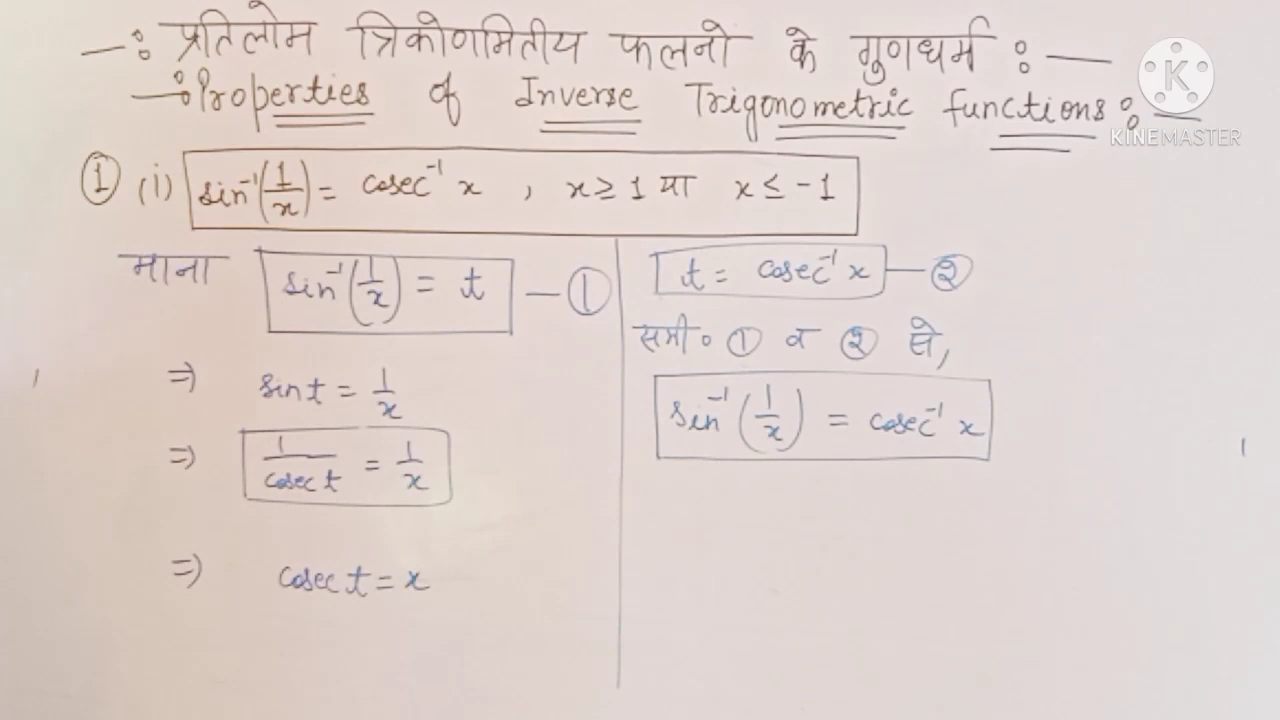 —: प्रतिलोम त्रिकोणमितीय फलनो के गुणधर्म :—
—: Properties of Inverse Trigonometric functions: —
K
KINEMASTER
① (i) sin⁻¹(1/x) = cosec⁻¹ x , x ≥ 1 या x ≤ -1
माना sin⁻¹(1/x) = t — ①
⇒ sin t = 1/x
⇒ 1/cosec t = 1/x
⇒ cosec t = x
t = cosec⁻¹ x — ②
समी० ① व ② से,
sin⁻¹(1/x) = cosec⁻¹ x